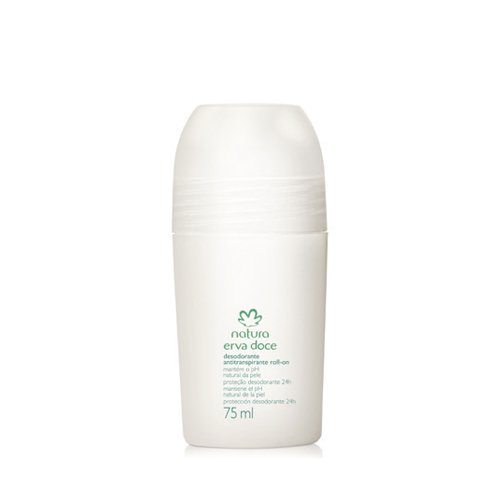 natura
erva doce
desodorante
antitranspirante roll-on
mantém o pH
natural da pele
proteção desodorante 24h
mantiene el pH
natural de la piel
protección desodorante 24h
75 ml